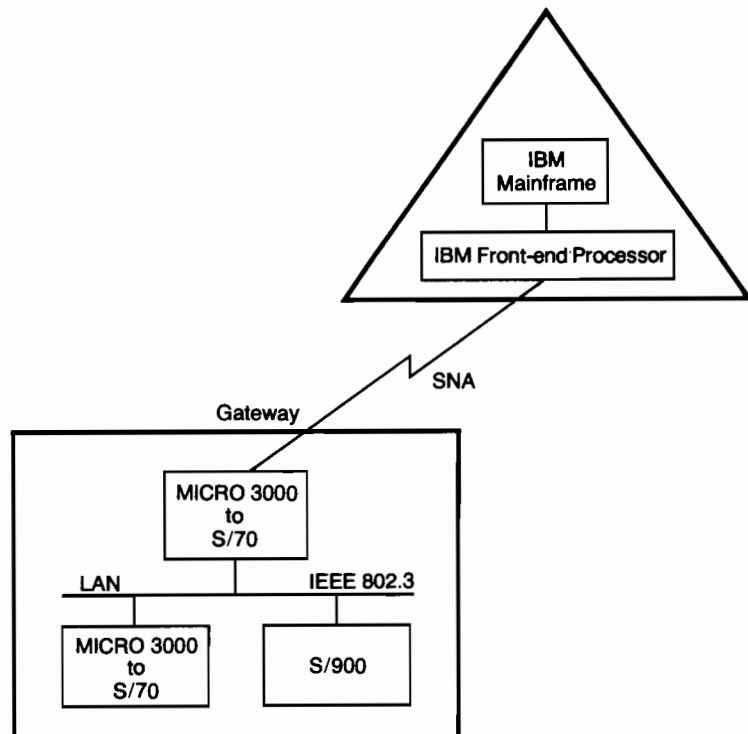 IBM
Mainframe
IBM Front-end Processor
SNA
Gateway
MICRO 3000
to
S/70
LAN
IEEE 802.3
MICRO 3000
to
S/70
S/900